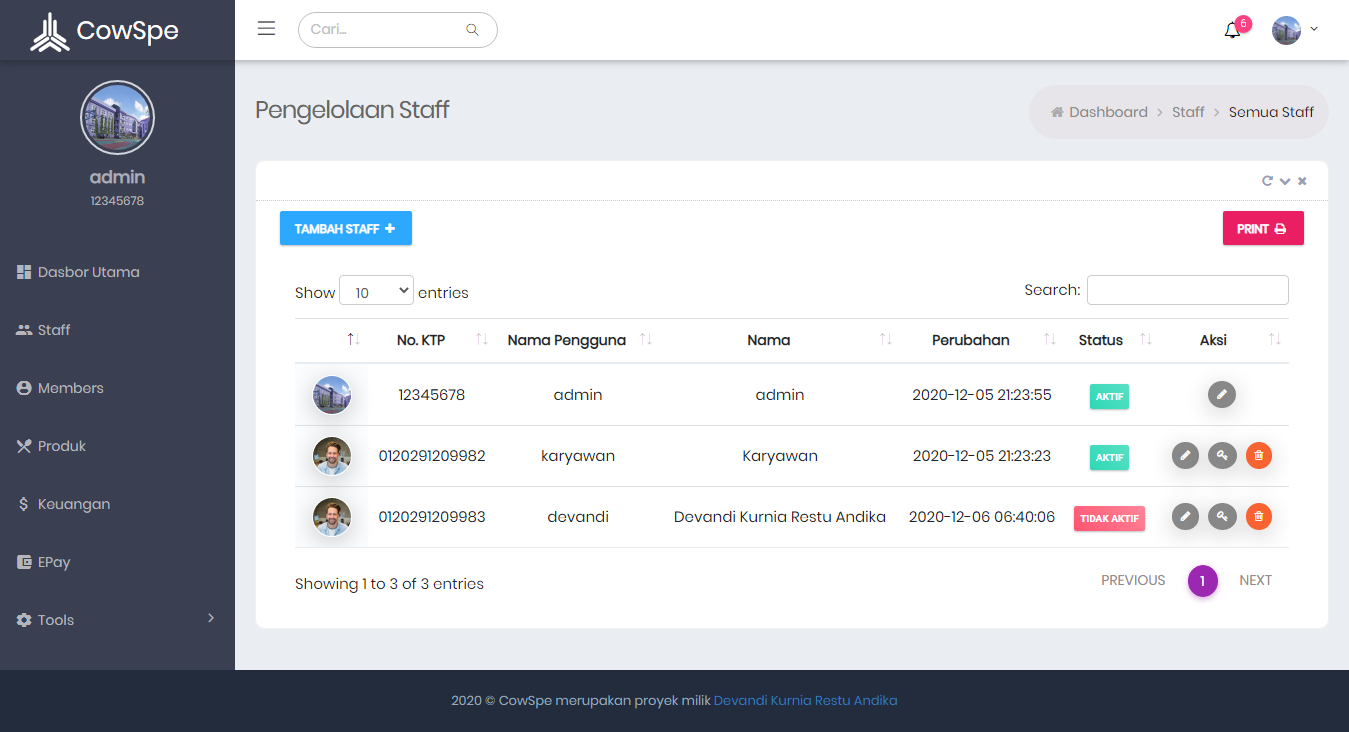 CowSpe
Cari...
6
admin
12345678
Dasbor Utama
Staff
Members
Produk
Keuangan
EPay
Tools
Pengelolaan Staff
Dashboard > Staff > Semua Staff
TAMBAH STAFF +
PRINT
Show 10 entries
Search:
No. KTP Nama Pengguna Nama Perubahan Status Aksi
12345678 admin admin 2020-12-05 21:23:55 AKTIF
0120291209982 karyawan Karyawan 2020-12-05 21:23:23 AKTIF
0120291209983 devandi Devandi Kurnia Restu Andika 2020-12-06 06:40:06 TIDAK AKTIF
Showing 1 to 3 of 3 entries
PREVIOUS 1 NEXT
2020 © CowSpe merupakan proyek milik Devandi Kurnia Restu Andika